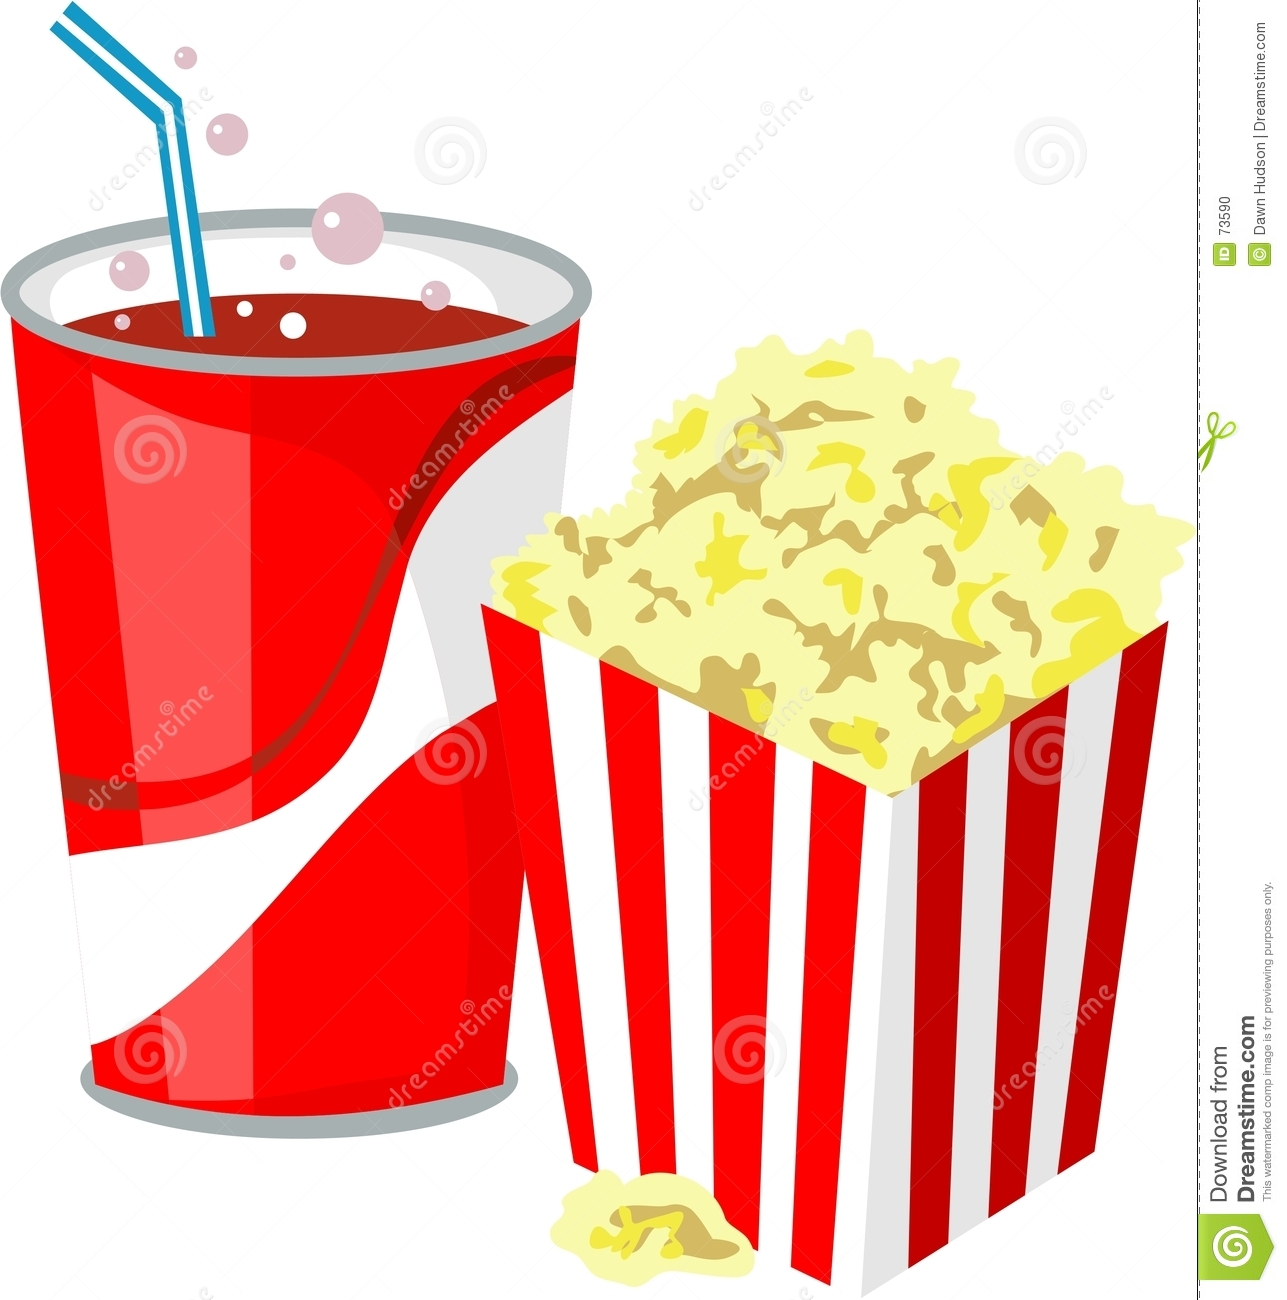 dreamstime
dreamstime
dreamstime
dreamstime
dreamstime
dreamstime
dreamstime
dreamstime
ID 73590
© Dawn Hudson | Dreamstime.com
Download from
Dreamstime.com
This watermarked comp image is for previewing purposes only.